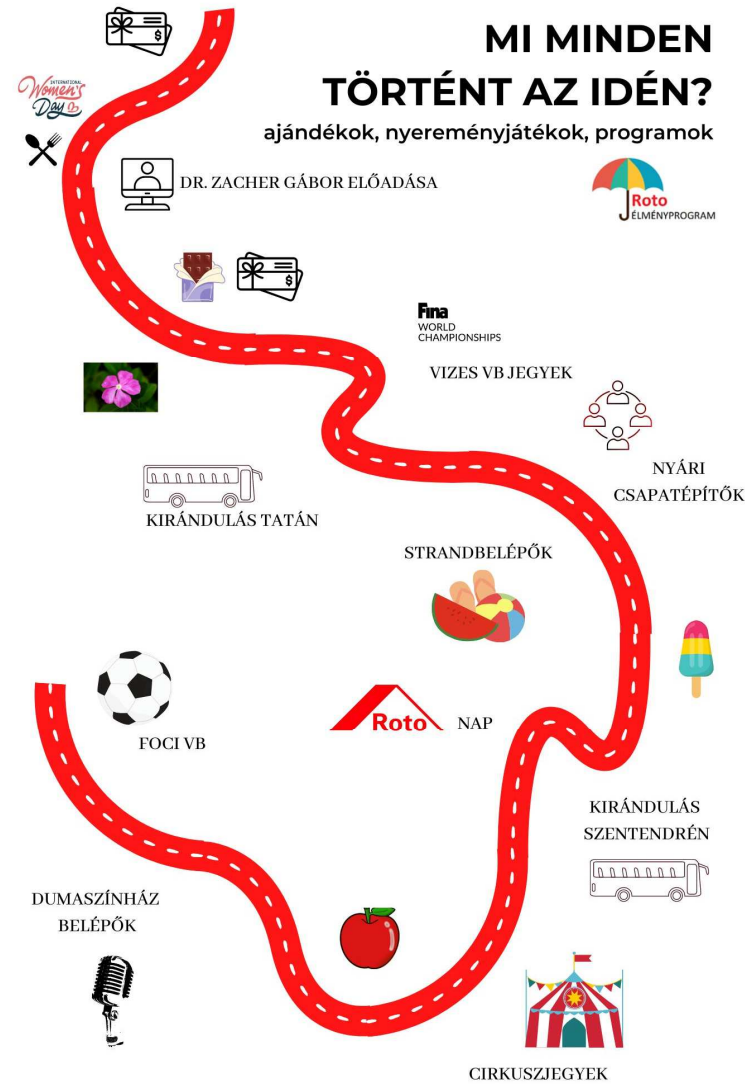 MI MINDEN
TÖRTÉNT AZ IDÉN?
ajándékok, nyereményjátékok, programok
INTERNATIONAL
Women's
Day
DR. ZACHER GÁBOR ELŐADÁSA
Roto
ÉLMÉNYPROGRAM
$
$
Fina
WORLD
CHAMPIONSHIPS
VIZES VB JEGYEK
NYÁRI
CSAPATÉPÍTŐK
KIRÁNDULÁS TATÁN
STRANDBELÉPŐK
Roto NAP
FOCI VB
KIRÁNDULÁS
SZENTENDRÉN
DUMASZÍNHÁZ
BELÉPŐK
CIRKUSZJEGYEK